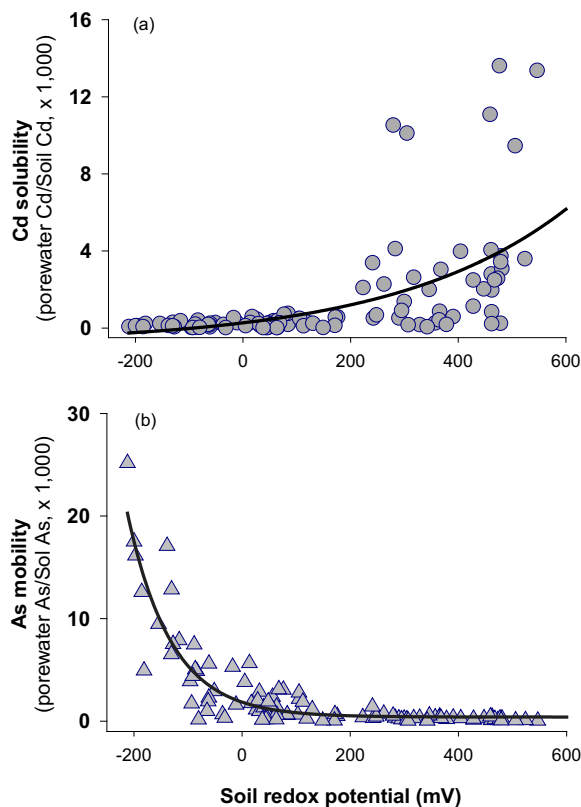 (a)
16
12
8
4
0
Cd solubility
(porewater Cd/Soil Cd, x 1,000)
-200 0 200 400 600
(b)
30
20
10
0
As mobility
(porewater As/Sol As, x 1,000)
-200 0 200 400 600
Soil redox potential (mV)